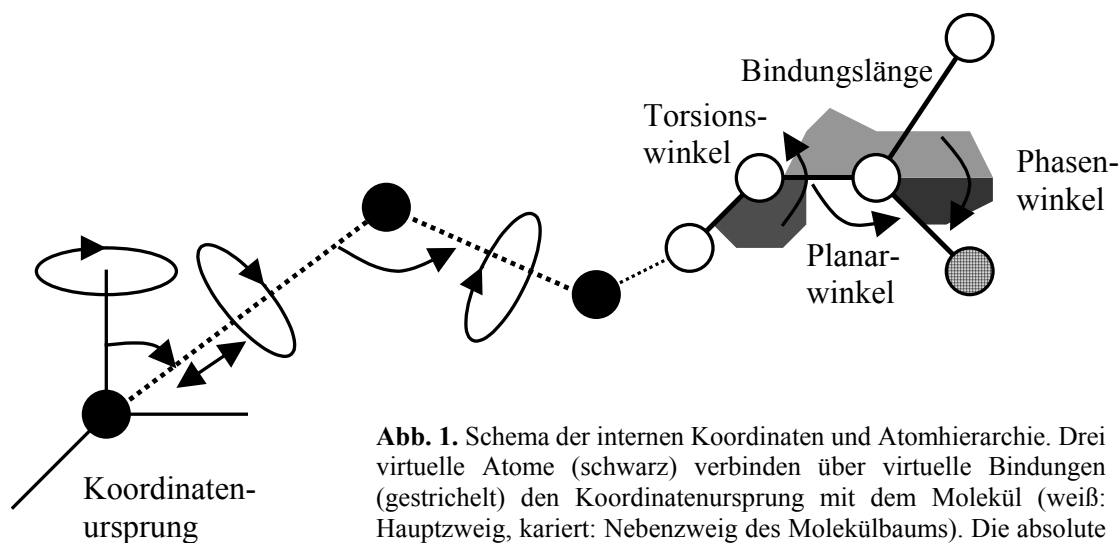 Bindungslänge
Torsions-
winkel
Phasen-
winkel
Planar-
winkel
Koordinaten-
ursprung
Abb. 1. Schema der internen Koordinaten und Atomhierarchie. Drei
virtuelle Atome (schwarz) verbinden über virtuelle Bindungen
(gestrichelt) den Koordinatenursprung mit dem Molekül (weiß:
Hauptzweig, kariert: Nebenzweig des Molekülbaums). Die absolute